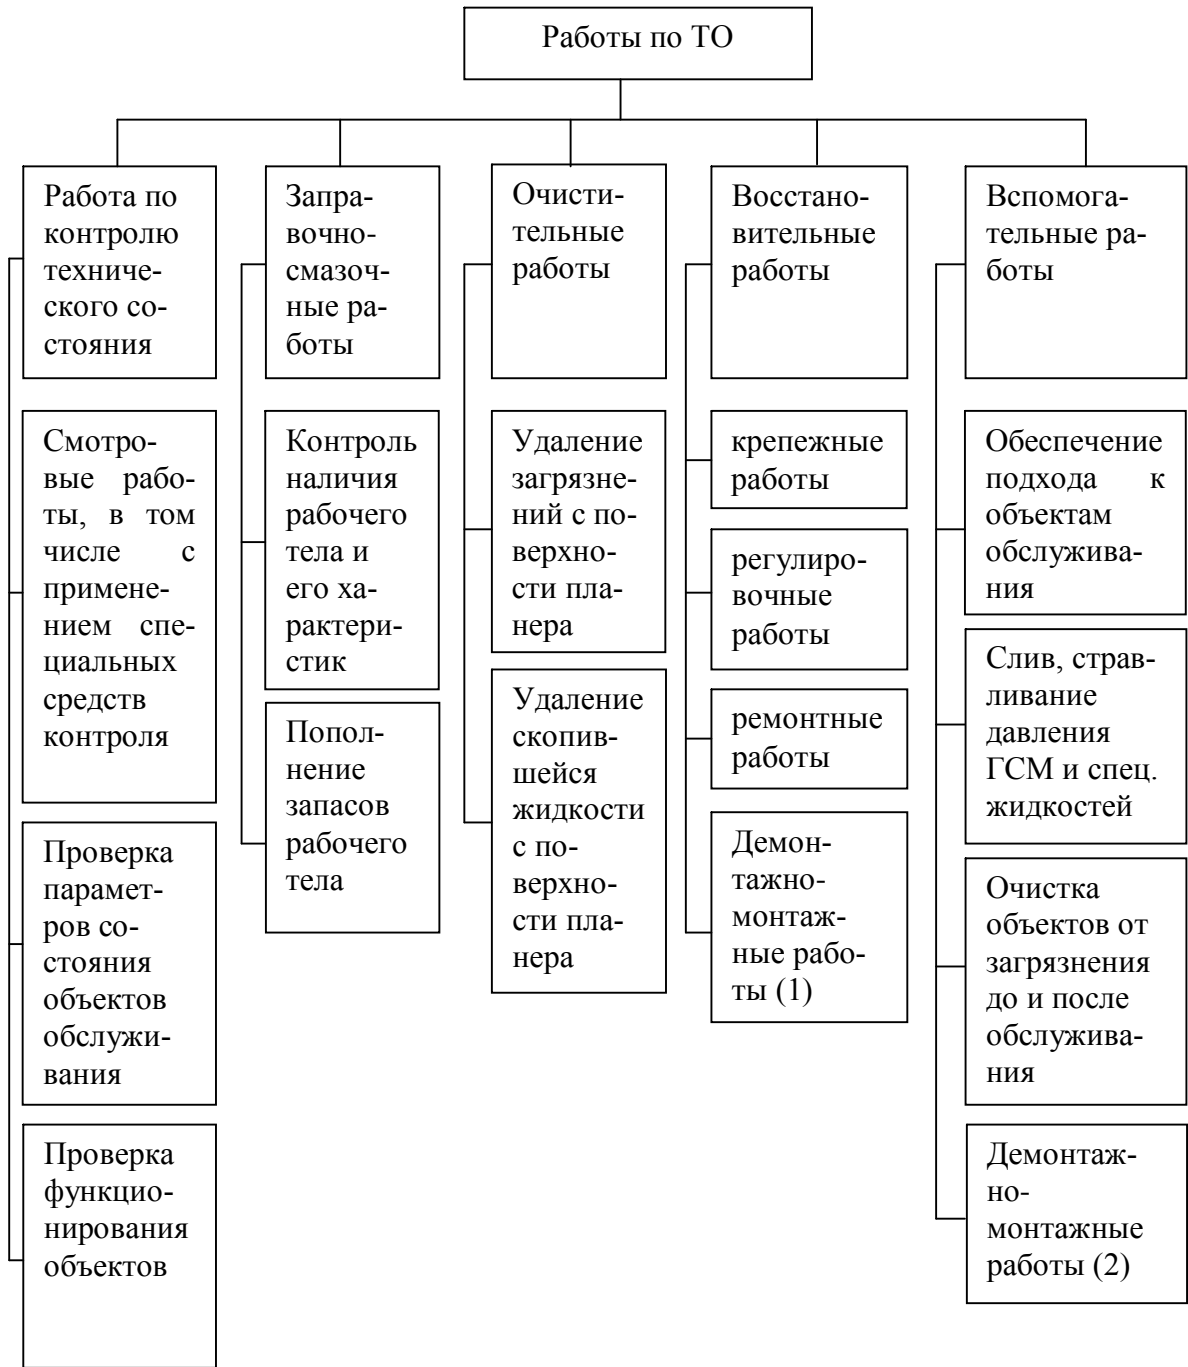 Работы по ТО
Работа по
контролю
техниче-
ского со-
стояния
Смотро-
вые рабо-
ты, в том
числе с
примене-
нием спе-
циальных
средств
контроля
Проверка
парамет-
ров со-
стояния
объектов
обслужи-
вания
Проверка
функцио-
нирования
объектов
Запра-
вочно-
смазоч-
ные ра-
боты
Контроль
наличия
рабочего
тела и
его ха-
рактери-
стик
Попол-
нение
запасов
рабочего
тела
Очисти-
тельные
работы
Удаление
загрязне-
ний с по-
верхно-
сти пла-
нера
Удаление
скопив-
шейся
жидкости
с по-
верхно-
сти пла-
нера
Восстано-
вительные
работы
крепежные
работы
регулиро-
вочные
работы
ремонтные
работы
Демон-
тажно-
монтаж-
ные рабо-
ты (1)
Вспомога-
тельные ра-
боты
Обеспечение
подхода к
объектам
обслужива-
ния
Слив, страв-
ливание
давления
ГСМ и спец.
жидкостей
Очистка
объектов от
загрязнения
до и после
обслужива-
ния
Демонтаж-
но-
монтажные
работы (2)